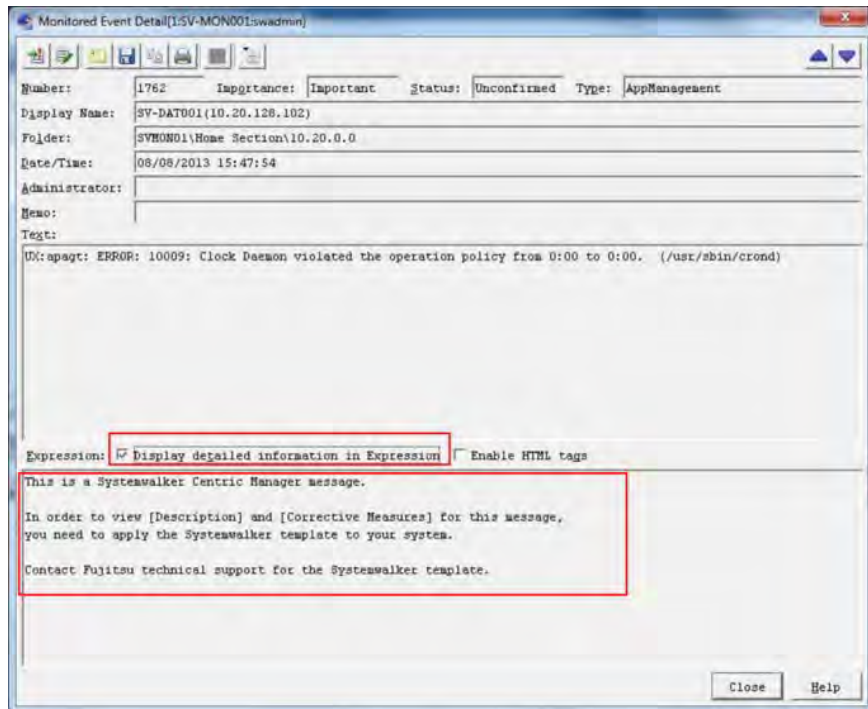 Monitored Event Detail[1:SV-MON001:swadmin]
Number: 1762 Importance: Important Status: Unconfirmed Type: AppManagement
Display Name: SV-DAT001(10.20.128.102)
Folder: SVMON01\Home Section\10.20.0.0
Date/Time: 08/08/2013 15:47:54
Administrator:
Memo:
Text:
UX:apagt: ERROR: 10009: Clock Daemon violated the operation policy from 0:00 to 0:00. (/usr/sbin/crond)
Expression: Display detailed information in Expression Enable HTML tags
This is a Systemwalker Centric Manager message.
In order to view [Description] and [Corrective Measures] for this message,
you need to apply the Systemwalker template to your system.
Contact Fujitsu technical support for the Systemwalker template.
Close Help